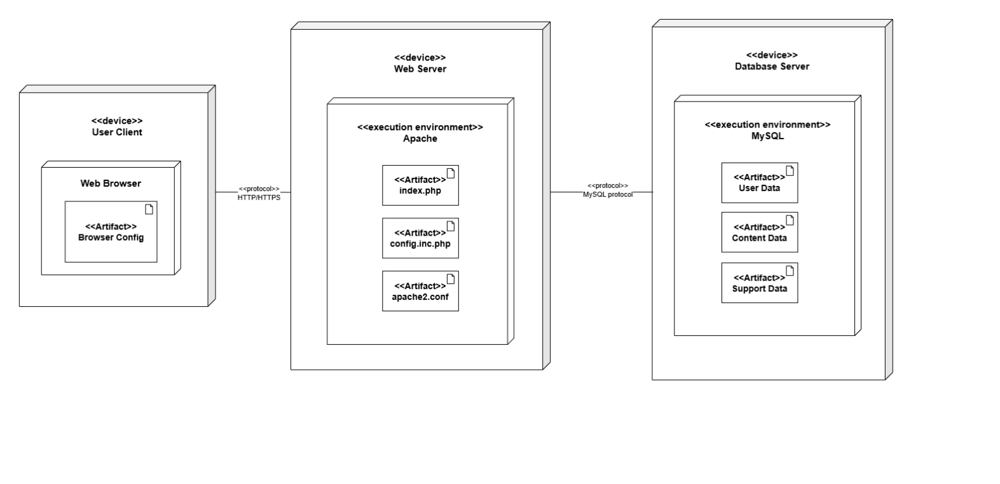 <<device>>
User Client
Web Browser
<<Artifact>>
Browser Config
<<protocol>>
HTTP/HTTPS
<<device>>
Web Server
<<execution environment>>
Apache
<<Artifact>>
index.php
<<Artifact>>
config.inc.php
<<Artifact>>
apache2.conf
<<protocol>>
MySQL protocol
<<device>>
Database Server
<<execution environment>>
MySQL
<<Artifact>>
User Data
<<Artifact>>
Content Data
<<Artifact>>
Support Data